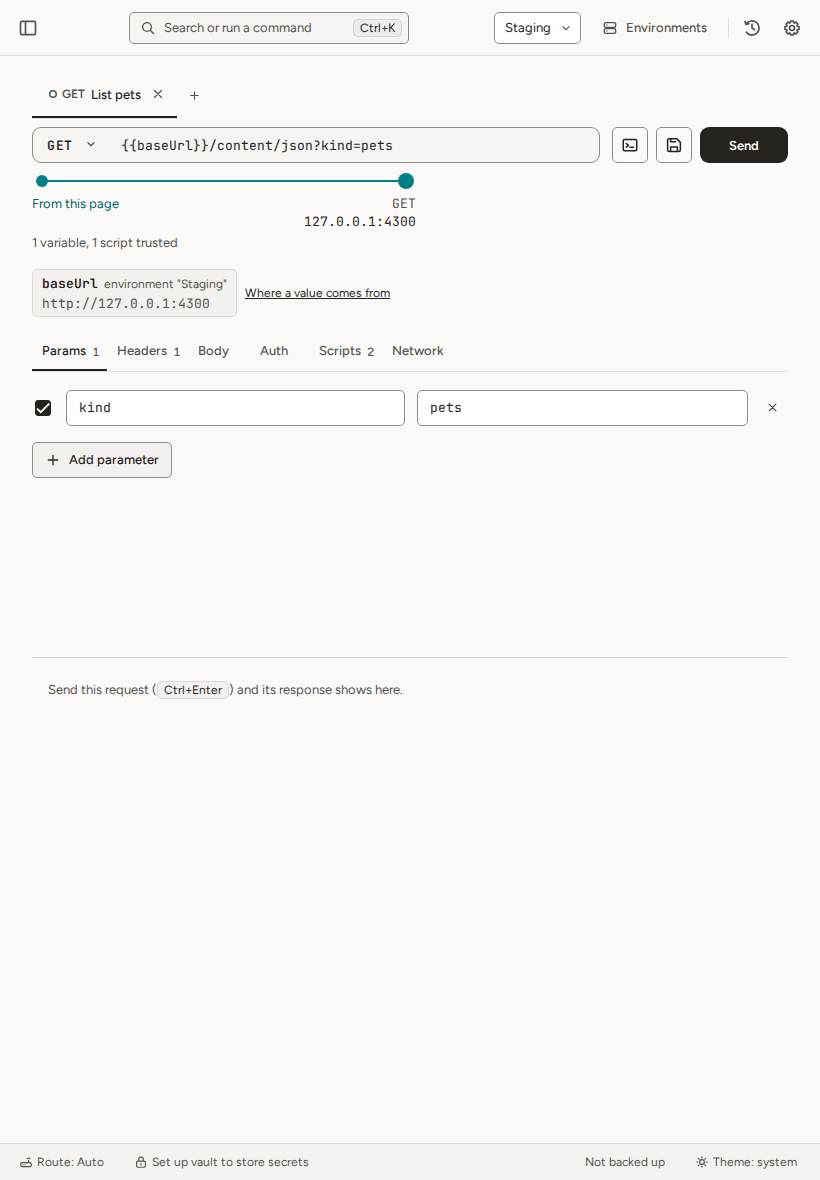 Search or run a command Ctrl+K Staging Environments
GET List pets
GET {{baseUrl}}/content/json?kind=pets Send
From this page GET
127.0.0.1:4300
1 variable, 1 script trusted
baseUrl environment "Staging"
http://127.0.0.1:4300
Where a value comes from
Params 1 Headers 1 Body Auth Scripts 2 Network
kind pets
Add parameter
Send this request (Ctrl+Enter) and its response shows here.
Route: Auto Set up vault to store secrets Not backed up Theme: system